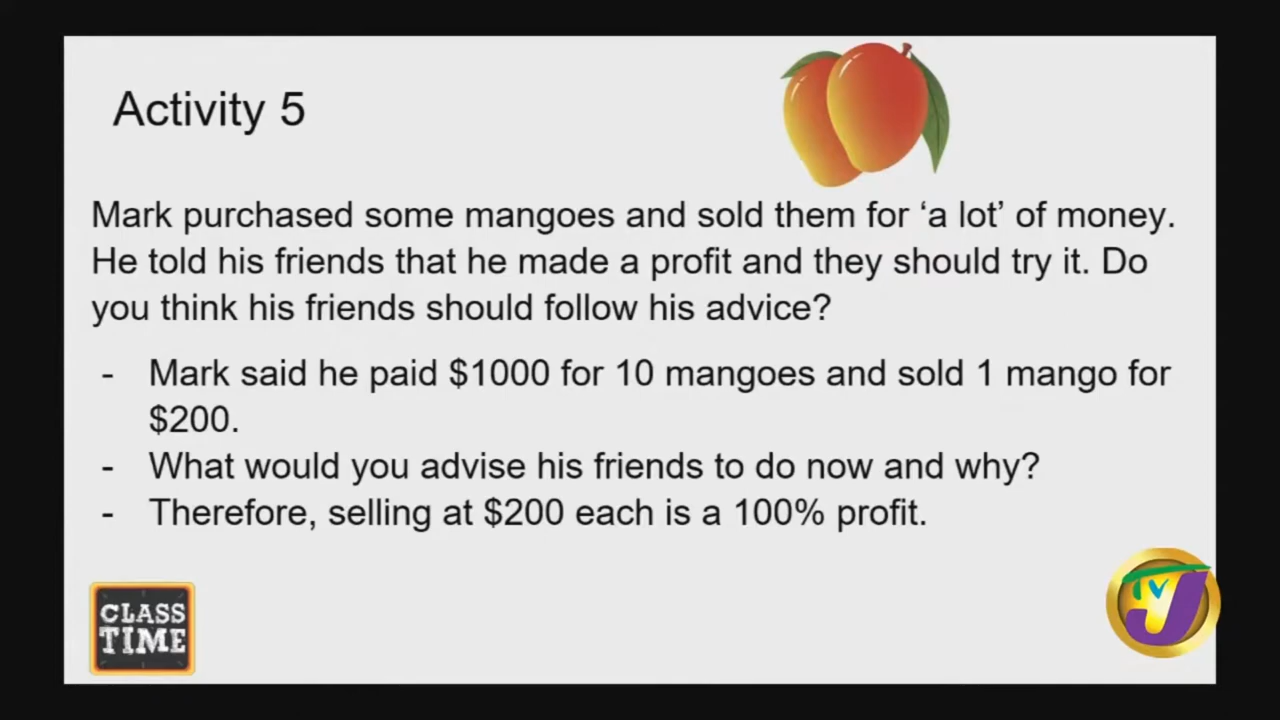 Activity 5
Mark purchased some mangoes and sold them for ‘a lot’ of money.
He told his friends that he made a profit and they should try it. Do
you think his friends should follow his advice?
- Mark said he paid $1000 for 10 mangoes and sold 1 mango for
$200.
- What would you advise his friends to do now and why?
- Therefore, selling at $200 each is a 100% profit.
CLASS
TIME
TVJ